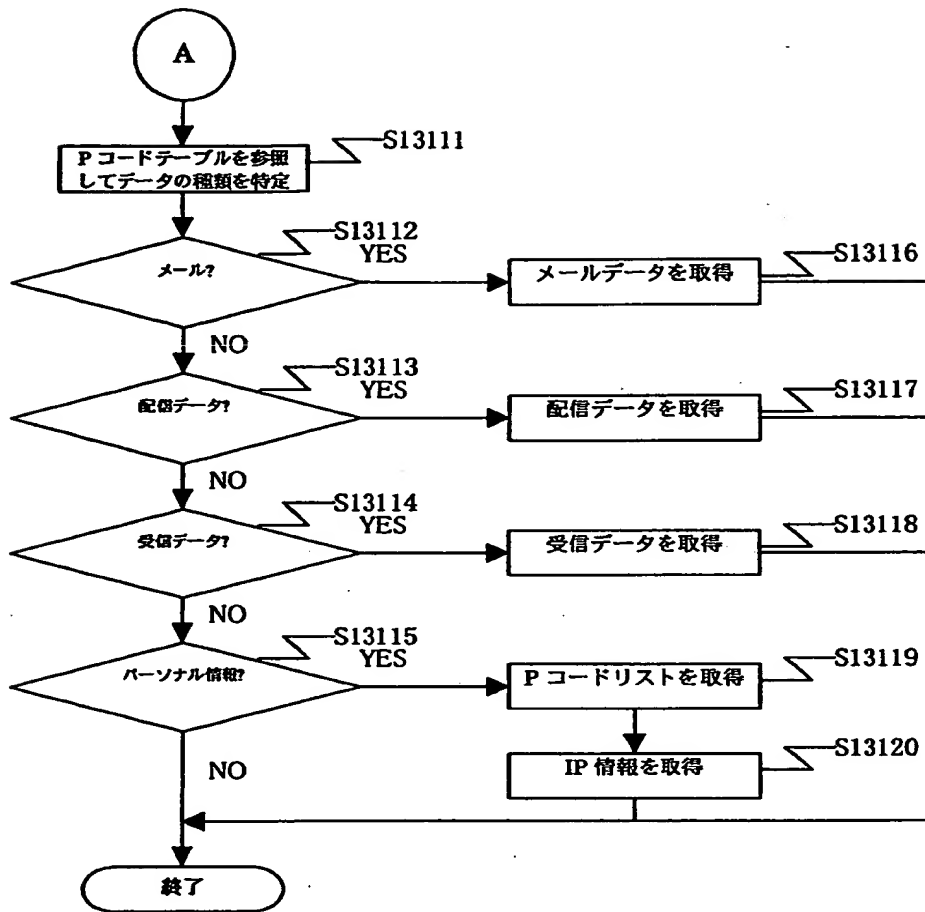 A
S13111
P コードテーブルを参照
してデータの種類を特定
S13112
YES
メール?
メールデータを取得
S13116
NO
S13113
YES
配信データ?
配信データを取得
S13117
NO
S13114
YES
受信データ?
受信データを取得
S13118
NO
S13115
YES
パーソナル情報?
P コードリストを取得
S13119
NO
IP 情報を取得
S13120
終了